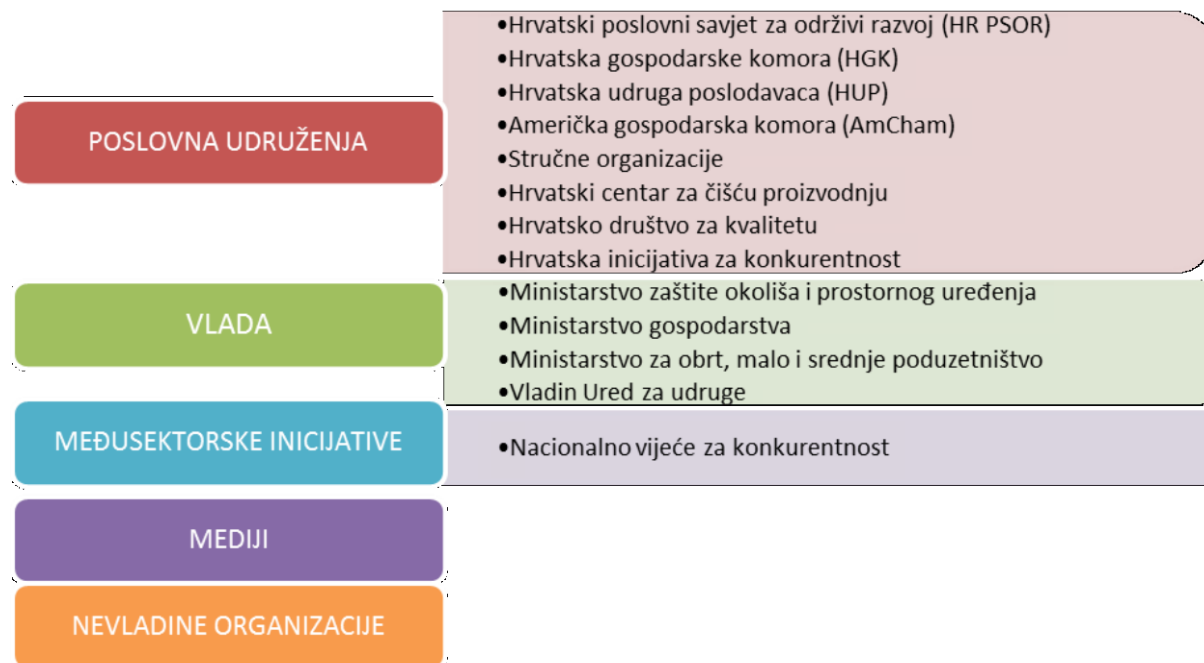 POSLOVNA UDRUŽENJA
•Hrvatski poslovni savjet za održivi razvoj (HR PSOR)
•Hrvatska gospodarske komora (HGK)
•Hrvatska udruga poslodavaca (HUP)
•Američka gospodarska komora (AmCham)
•Stručne organizacije
•Hrvatski centar za čišću proizvodnju
•Hrvatsko društvo za kvalitetu
•Hrvatska inicijativa za konkurentnost
VLADA
•Ministarstvo zaštite okoliša i prostornog uređenja
•Ministarstvo gospodarstva
•Ministarstvo za obrt, malo i srednje poduzetništvo
•Vladin Ured za udruge
MEĐUSEKTORSKE INICIJATIVE
•Nacionalno vijeće za konkurentnost
MEDIJI
NEVLADINE ORGANIZACIJE